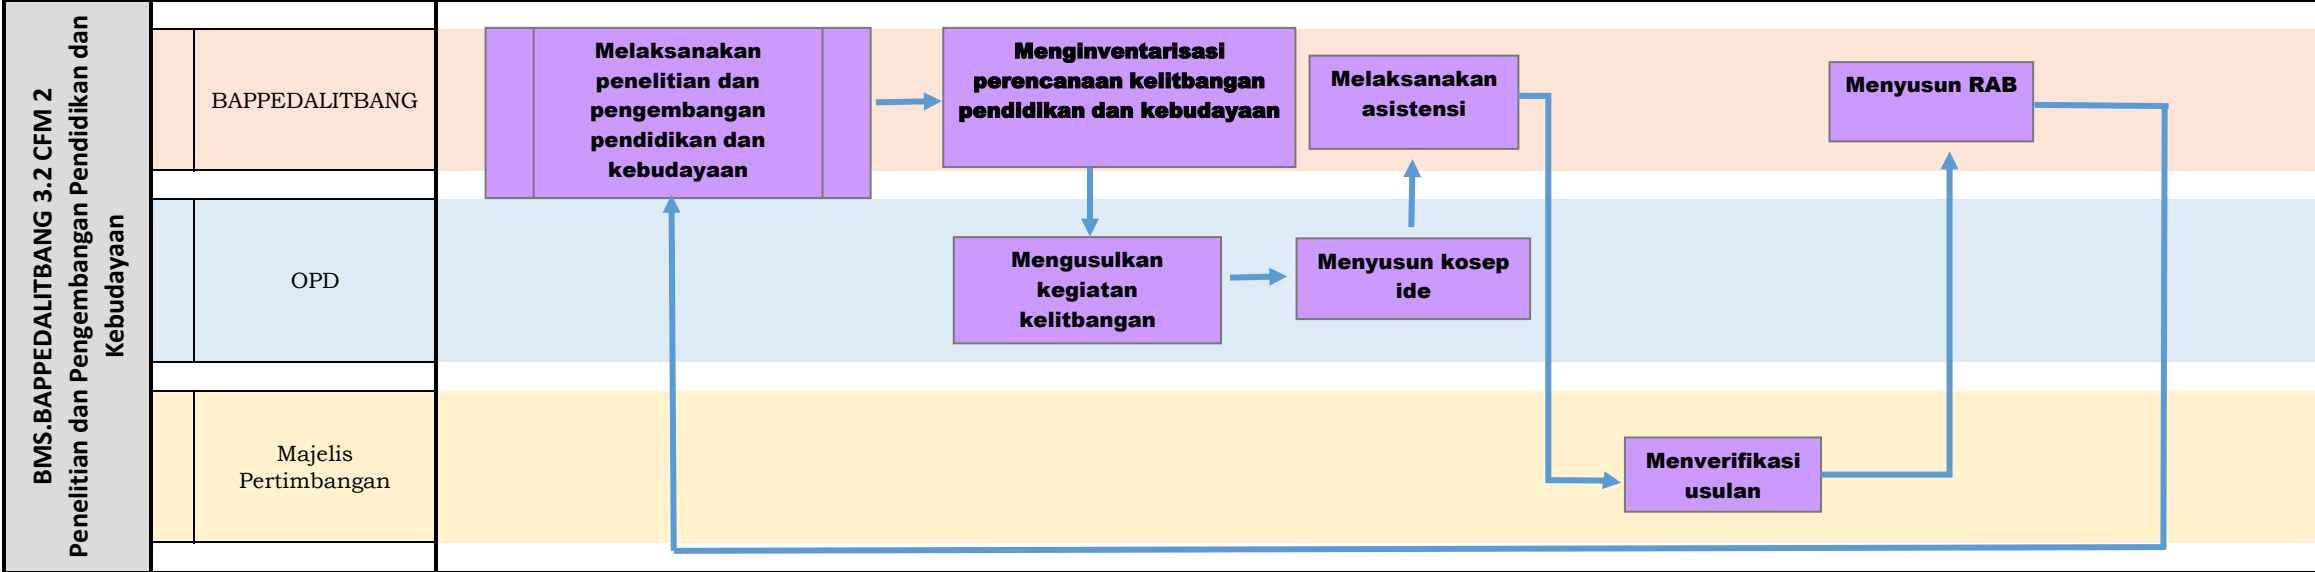 BMS.BAPPEDALITBANG 3.2 CFM 2
Penelitian dan Pengembangan Pendidikan dan
Kebudayaan
BAPPEDALITBANG
Melaksanakan
penelitian dan
pengembangan
pendidikan dan
kebudayaan
Menginventarisasi
perencanaan kelitbangan
pendidikan dan kebudayaan
Melaksanakan
asistensi
Menyusun RAB
OPD
Mengusulkan
kegiatan
kelitbangan
Menyusun kosep
ide
Majelis
Pertimbangan
Menverifikasi
usulan